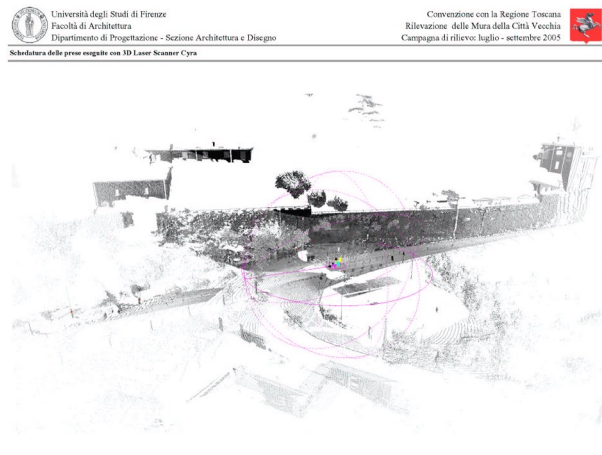 Università degli Studi di Firenze
Facoltà di Architettura
Dipartimento di Progettazione - Sezione Architettura e Disegno
Convenzione con la Regione Toscana
Rilevazione delle Mura della Città Vecchia
Campagna di rilievo: luglio - settembre 2005
Schedatura delle prese eseguite con 3D Laser Scanner Cyra